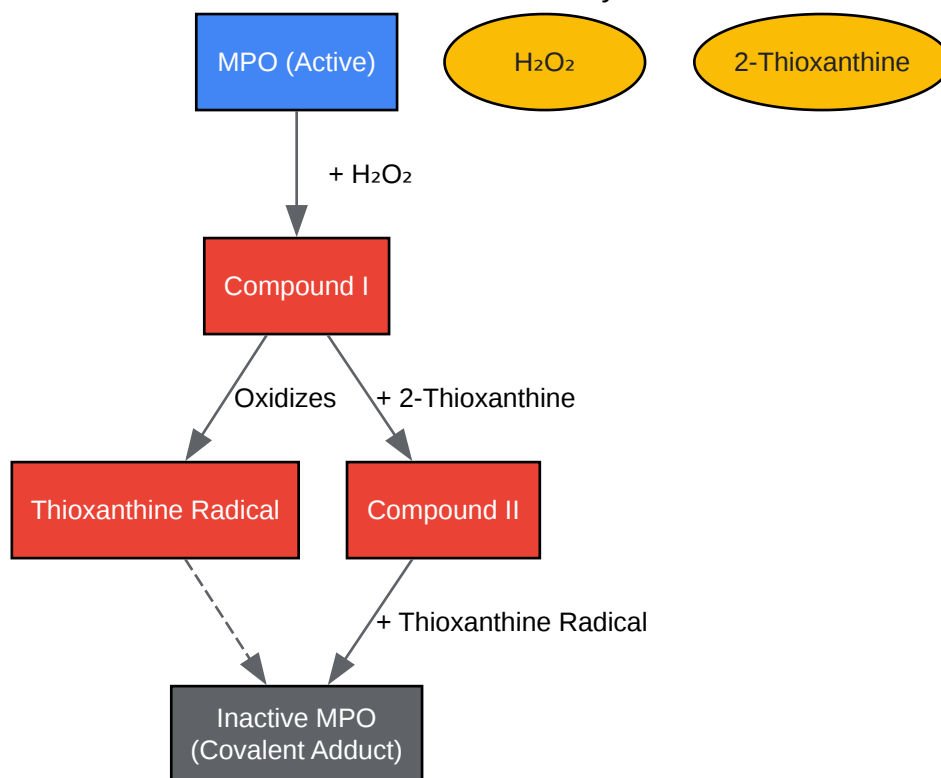 MPO (Active)
H₂O₂
2-Thioxanthine
+ H₂O₂
Compound I
Oxidizes
+ 2-Thioxanthine
Thioxanthine Radical
Compound II
+ Thioxanthine Radical
Inactive MPO
(Covalent Adduct)